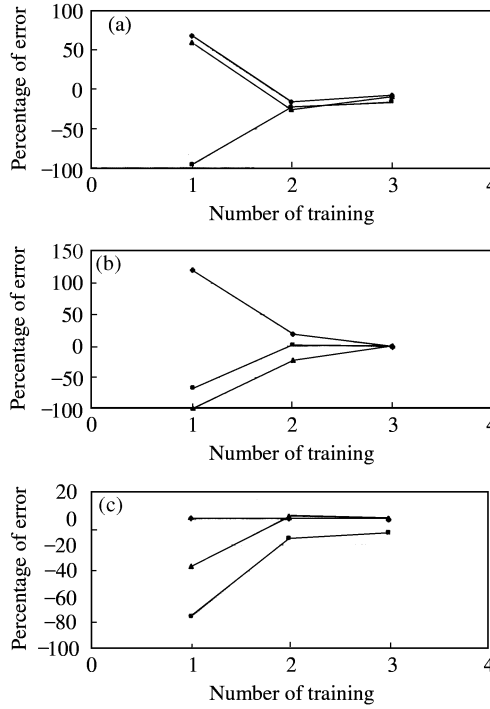 (a)
Percentage of error
100
50
0
−50
−100
0 1 2 3 4
Number of training
(b)
Percentage of error
150
100
50
0
−50
−100
0 1 2 3 4
Number of training
(c)
Percentage of error
20
0
−20
−40
−60
−80
−100
0 1 2 3 4
Number of training